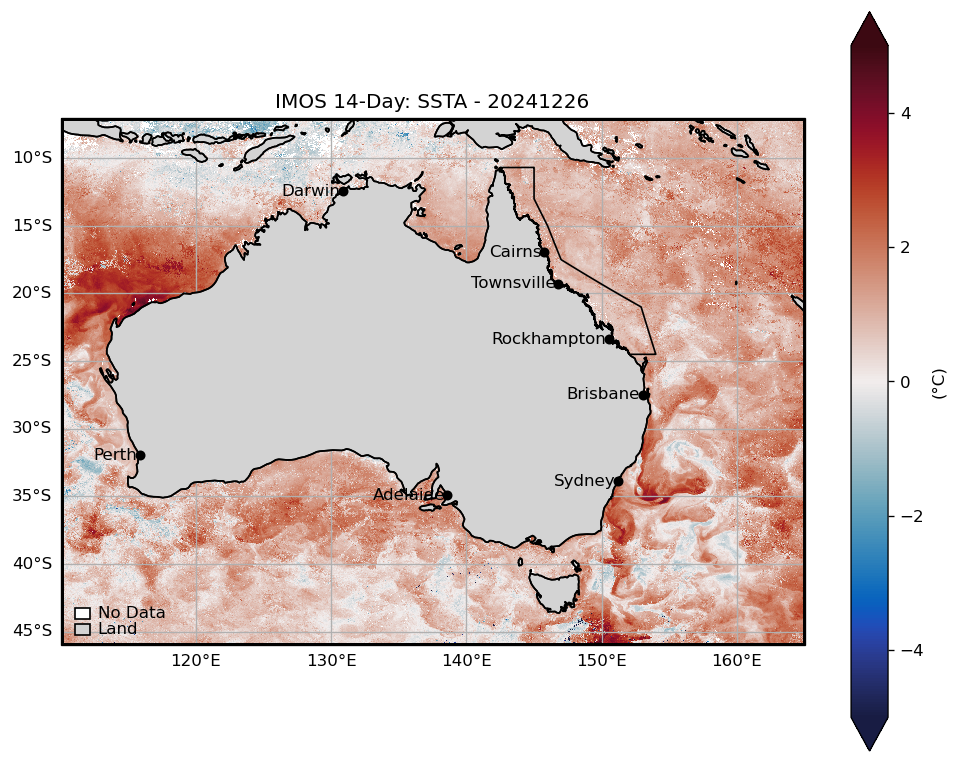 IMOS 14-Day: SSTA - 20241226
10°S
15°S
20°S
25°S
30°S
35°S
40°S
45°S
Darwin
Cairns
Townsville
Rockhampton
Brisbane
Perth
Sydney
Adelaide
No Data
Land
120°E
130°E
140°E
150°E
160°E
4
2
0
−2
−4
(°C)